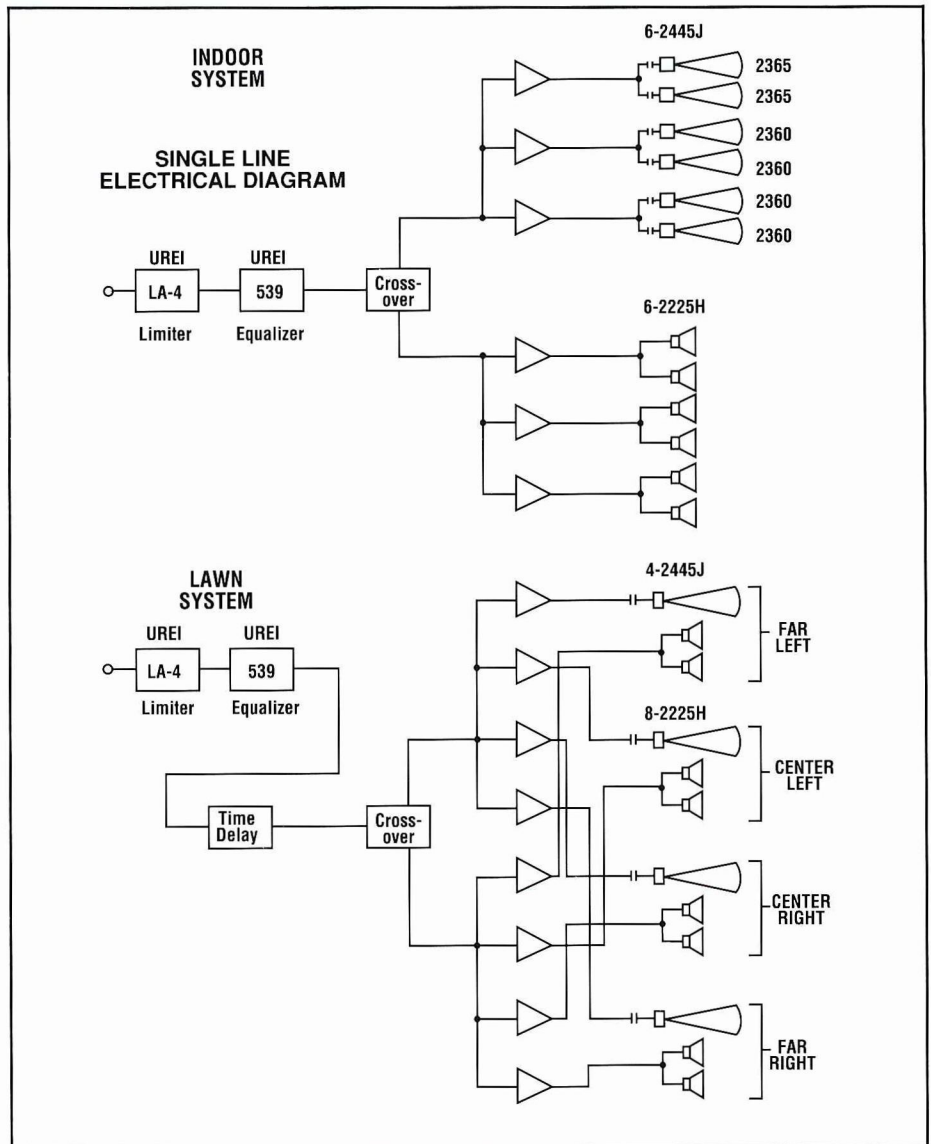 INDOOR
SYSTEM
SINGLE LINE
ELECTRICAL DIAGRAM
6-2445J
2365
2365
2360
2360
2360
2360
UREI
LA-4
Limiter
UREI
539
Equalizer
Cross-
over
6-2225H
LAWN
SYSTEM
UREI
LA-4
Limiter
UREI
539
Equalizer
Time
Delay
Cross-
over
4-2445J
FAR
LEFT
8-2225H
CENTER
LEFT
CENTER
RIGHT
FAR
RIGHT